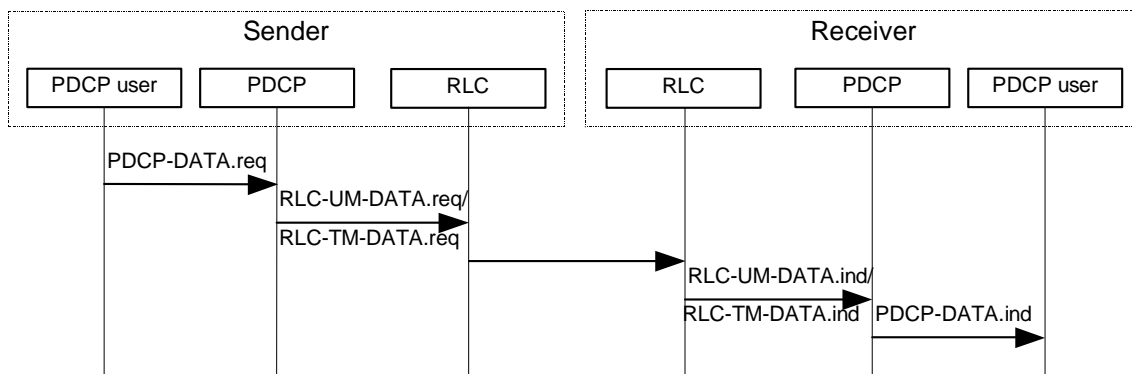 Sender
Receiver
PDCP user
PDCP
RLC
RLC
PDCP
PDCP user
PDCP-DATA.req
RLC-UM-DATA.req/
RLC-TM-DATA.req
RLC-UM-DATA.ind/
RLC-TM-DATA.ind
PDCP-DATA.ind